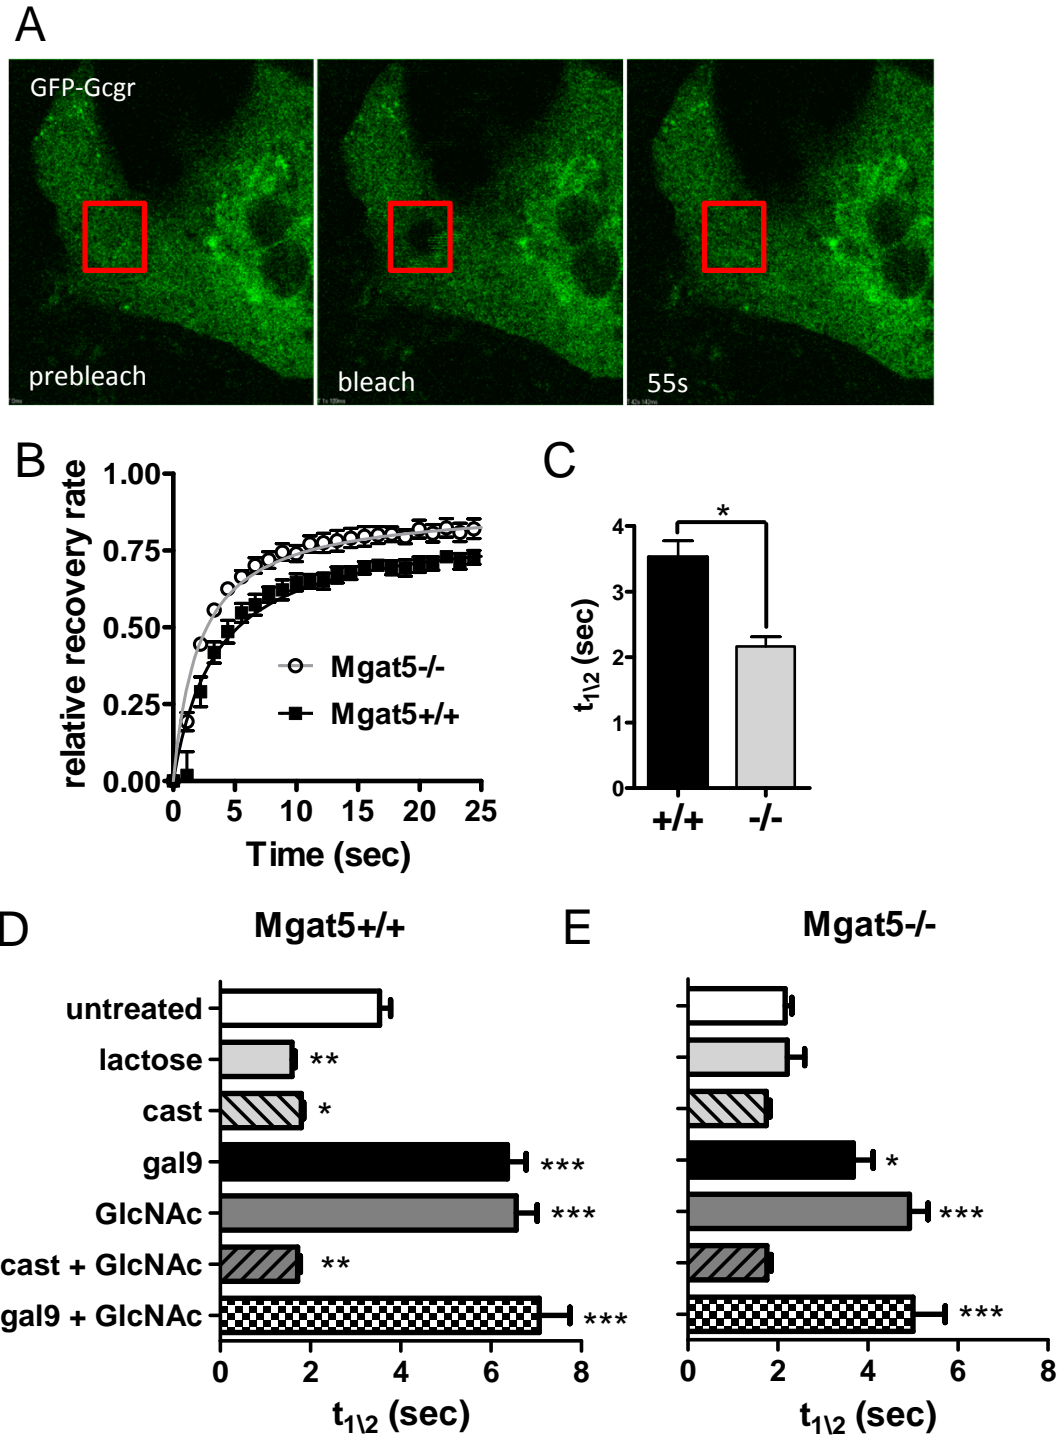 A
GFP-Gcgr
prebleach
bleach
55s
B
relative recovery rate
1.00
0.75
0.50
0.25
0.00
Mgat5-/-
Mgat5+/+
0 5 10 15 20 25
Time (sec)
C
*
t1\2 (sec)
4
3
2
1
0
+/+ -/-
D
Mgat5+/+
untreated
lactose **
cast *
gal9 ***
GlcNAc ***
cast + GlcNAc **
gal9 + GlcNAc ***
0 2 4 6 8
t1\2 (sec)
E
Mgat5-/-
*
***
***
0 2 4 6 8
t1\2 (sec)